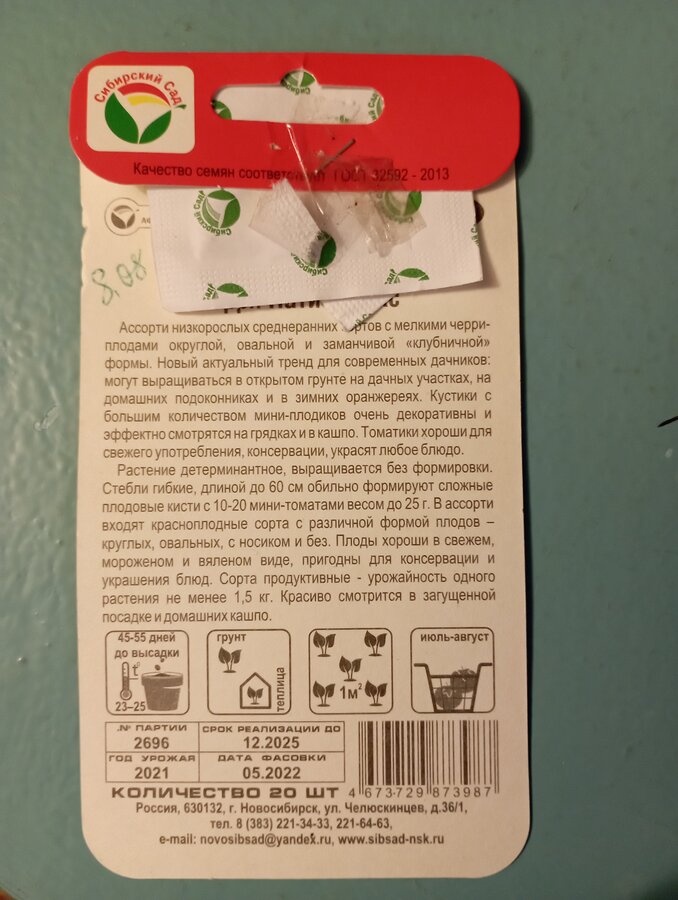 Сибирский Сад
Сибирский
Качество семян соответствуют ГОСТ 32592 - 2013
Сибирский Сад
Сибирский
8.08
Ассорти низкорослых среднеранних сортов с мелкими черри-
плодами округлой, овальной и заманчивой «клубничной»
формы. Новый актуальный тренд для современных дачников:
могут выращиваться в открытом грунте на дачных участках, на
домашних подоконниках и в зимних оранжереях. Кустики с
большим количеством мини-плодиков очень декоративны и
эффектно смотрятся на грядках и в кашпо. Томатики хороши для
свежего употребления, консервации, украсят любое блюдо.
Растение детерминантное, выращивается без формировки.
Стебли гибкие, длиной до 60 см обильно формируют сложные
плодовые кисти с 10-20 мини-томатами весом до 25 г. В ассорти
входят красноплодные сорта с различной формой плодов –
круглых, овальных, с носиком и без. Плоды хороши в свежем,
мороженом и вяленом виде, пригодны для консервации и
украшения блюд. Сорта продуктивные - урожайность одного
растения не менее 1,5 кг. Красиво смотрится в загущенной
посадке и домашних кашпо.
45-55 дней
до высадки
t°
23–25
грунт
теплица
1м²
июль-август
.№ ПАРТИИ
2696
СРОК РЕАЛИЗАЦИИ ДО
12.2025
ГОД УРОЖАЯ
2021
ДАТА ФАСОВКИ
05.2022
КОЛИЧЕСТВО 20 ШТ
4 673729 873987
Россия, 630132, г. Новосибирск, ул. Челюскинцев, д.36/1,
тел. 8 (383) 221-34-33, 221-64-63,
e-mail: novosibsad@yandex.ru, www.sibsad-nsk.ru